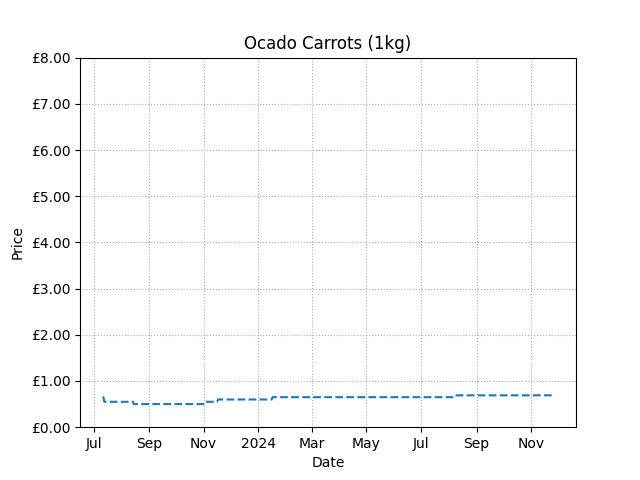 Ocado Carrots (1kg)
£8.00
£7.00
£6.00
£5.00
£4.00
£3.00
£2.00
£1.00
£0.00
Price
Jul Sep Nov 2024 Mar May Jul Sep Nov
Date